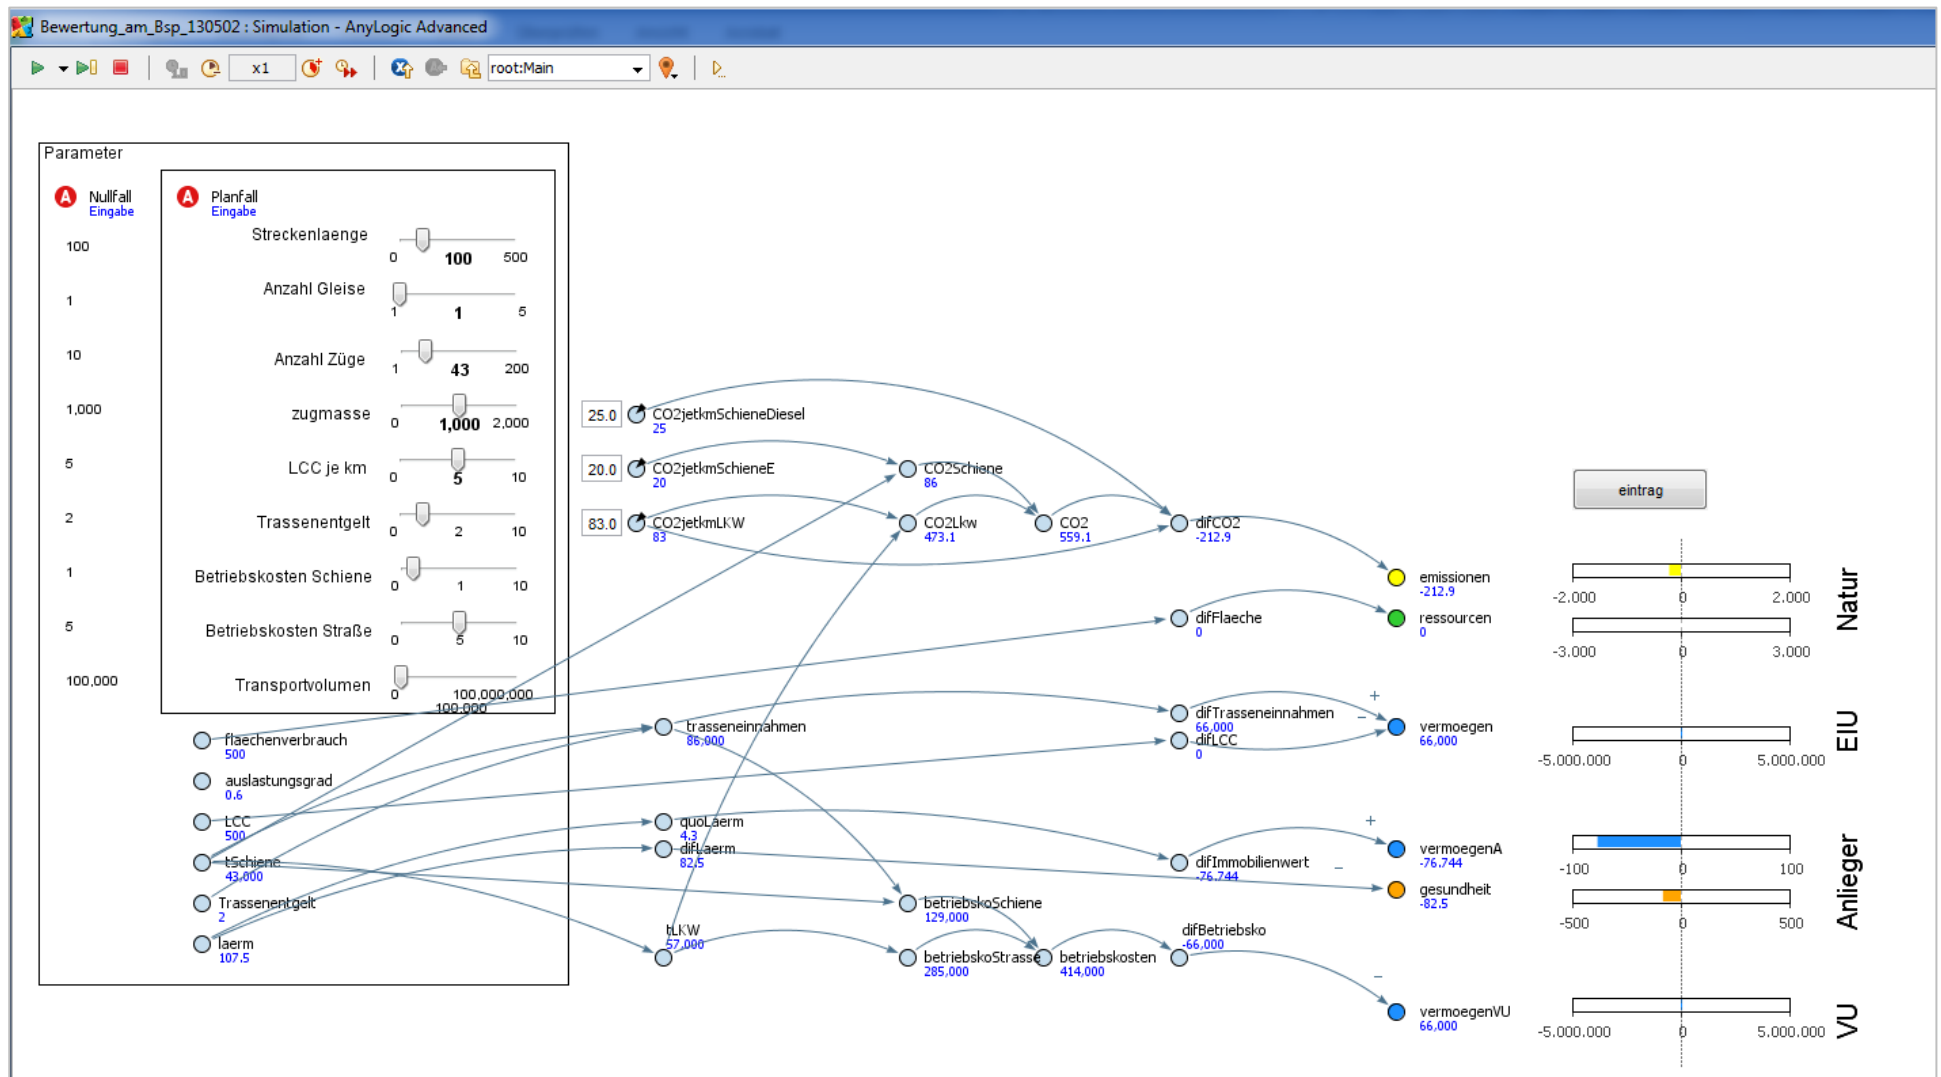 Bewertung_am_Bsp_130502 : Simulation - AnyLogic Advanced
x1
root:Main
Parameter
A Nullfall
Eingabe
100
1
10
1,000
5
2
1
5
100,000
A Planfall
Eingabe
Streckenlaenge
0 100 500
Anzahl Gleise
1 1 5
Anzahl Züge
1 43 200
zugmasse
0 1,000 2,000
LCC je km
0 5 10
Trassenentgelt
0 2 10
Betriebskosten Schiene
0 1 10
Betriebskosten Straße
0 5 10
Transportvolumen
0 100,000,000
100,000
flaechenverbrauch
500
auslastungsgrad
0.6
LCC
500
tSchiene
43,000
Trassenentgelt
2
laerm
107.5
25.0 CO2jetkmSchieneDiesel
25
20.0 CO2jetkmSchieneE
20
83.0 CO2jetkmLKW
83
CO2Schiene
86
CO2Lkw
473.1
CO2
559.1
difCO2
-212.9
difFlaeche
0
trasseneinnahmen
86,000
difTrasseneinnahmen
66,000
difLCC
0
quoLaerm
4.3
difLaerm
82.5
difImmobilienwert
-76.744
betriebskoSchiene
129,000
tLKW
57,000
betriebskoStrasse
285,000
betriebskosten
414,000
difBetriebsko
-66,000
+
–
+
–
–
emissionen
-212.9
ressourcen
0
vermoegen
66,000
vermoegenA
-76.744
gesundheit
-82.5
vermoegenVU
66,000
eintrag
-2.000 0 2.000
-3.000 0 3.000
Natur
-5.000.000 0 5.000.000
EIU
-100 0 100
-500 0 500
Anlieger
-5.000.000 0 5.000.000
VU